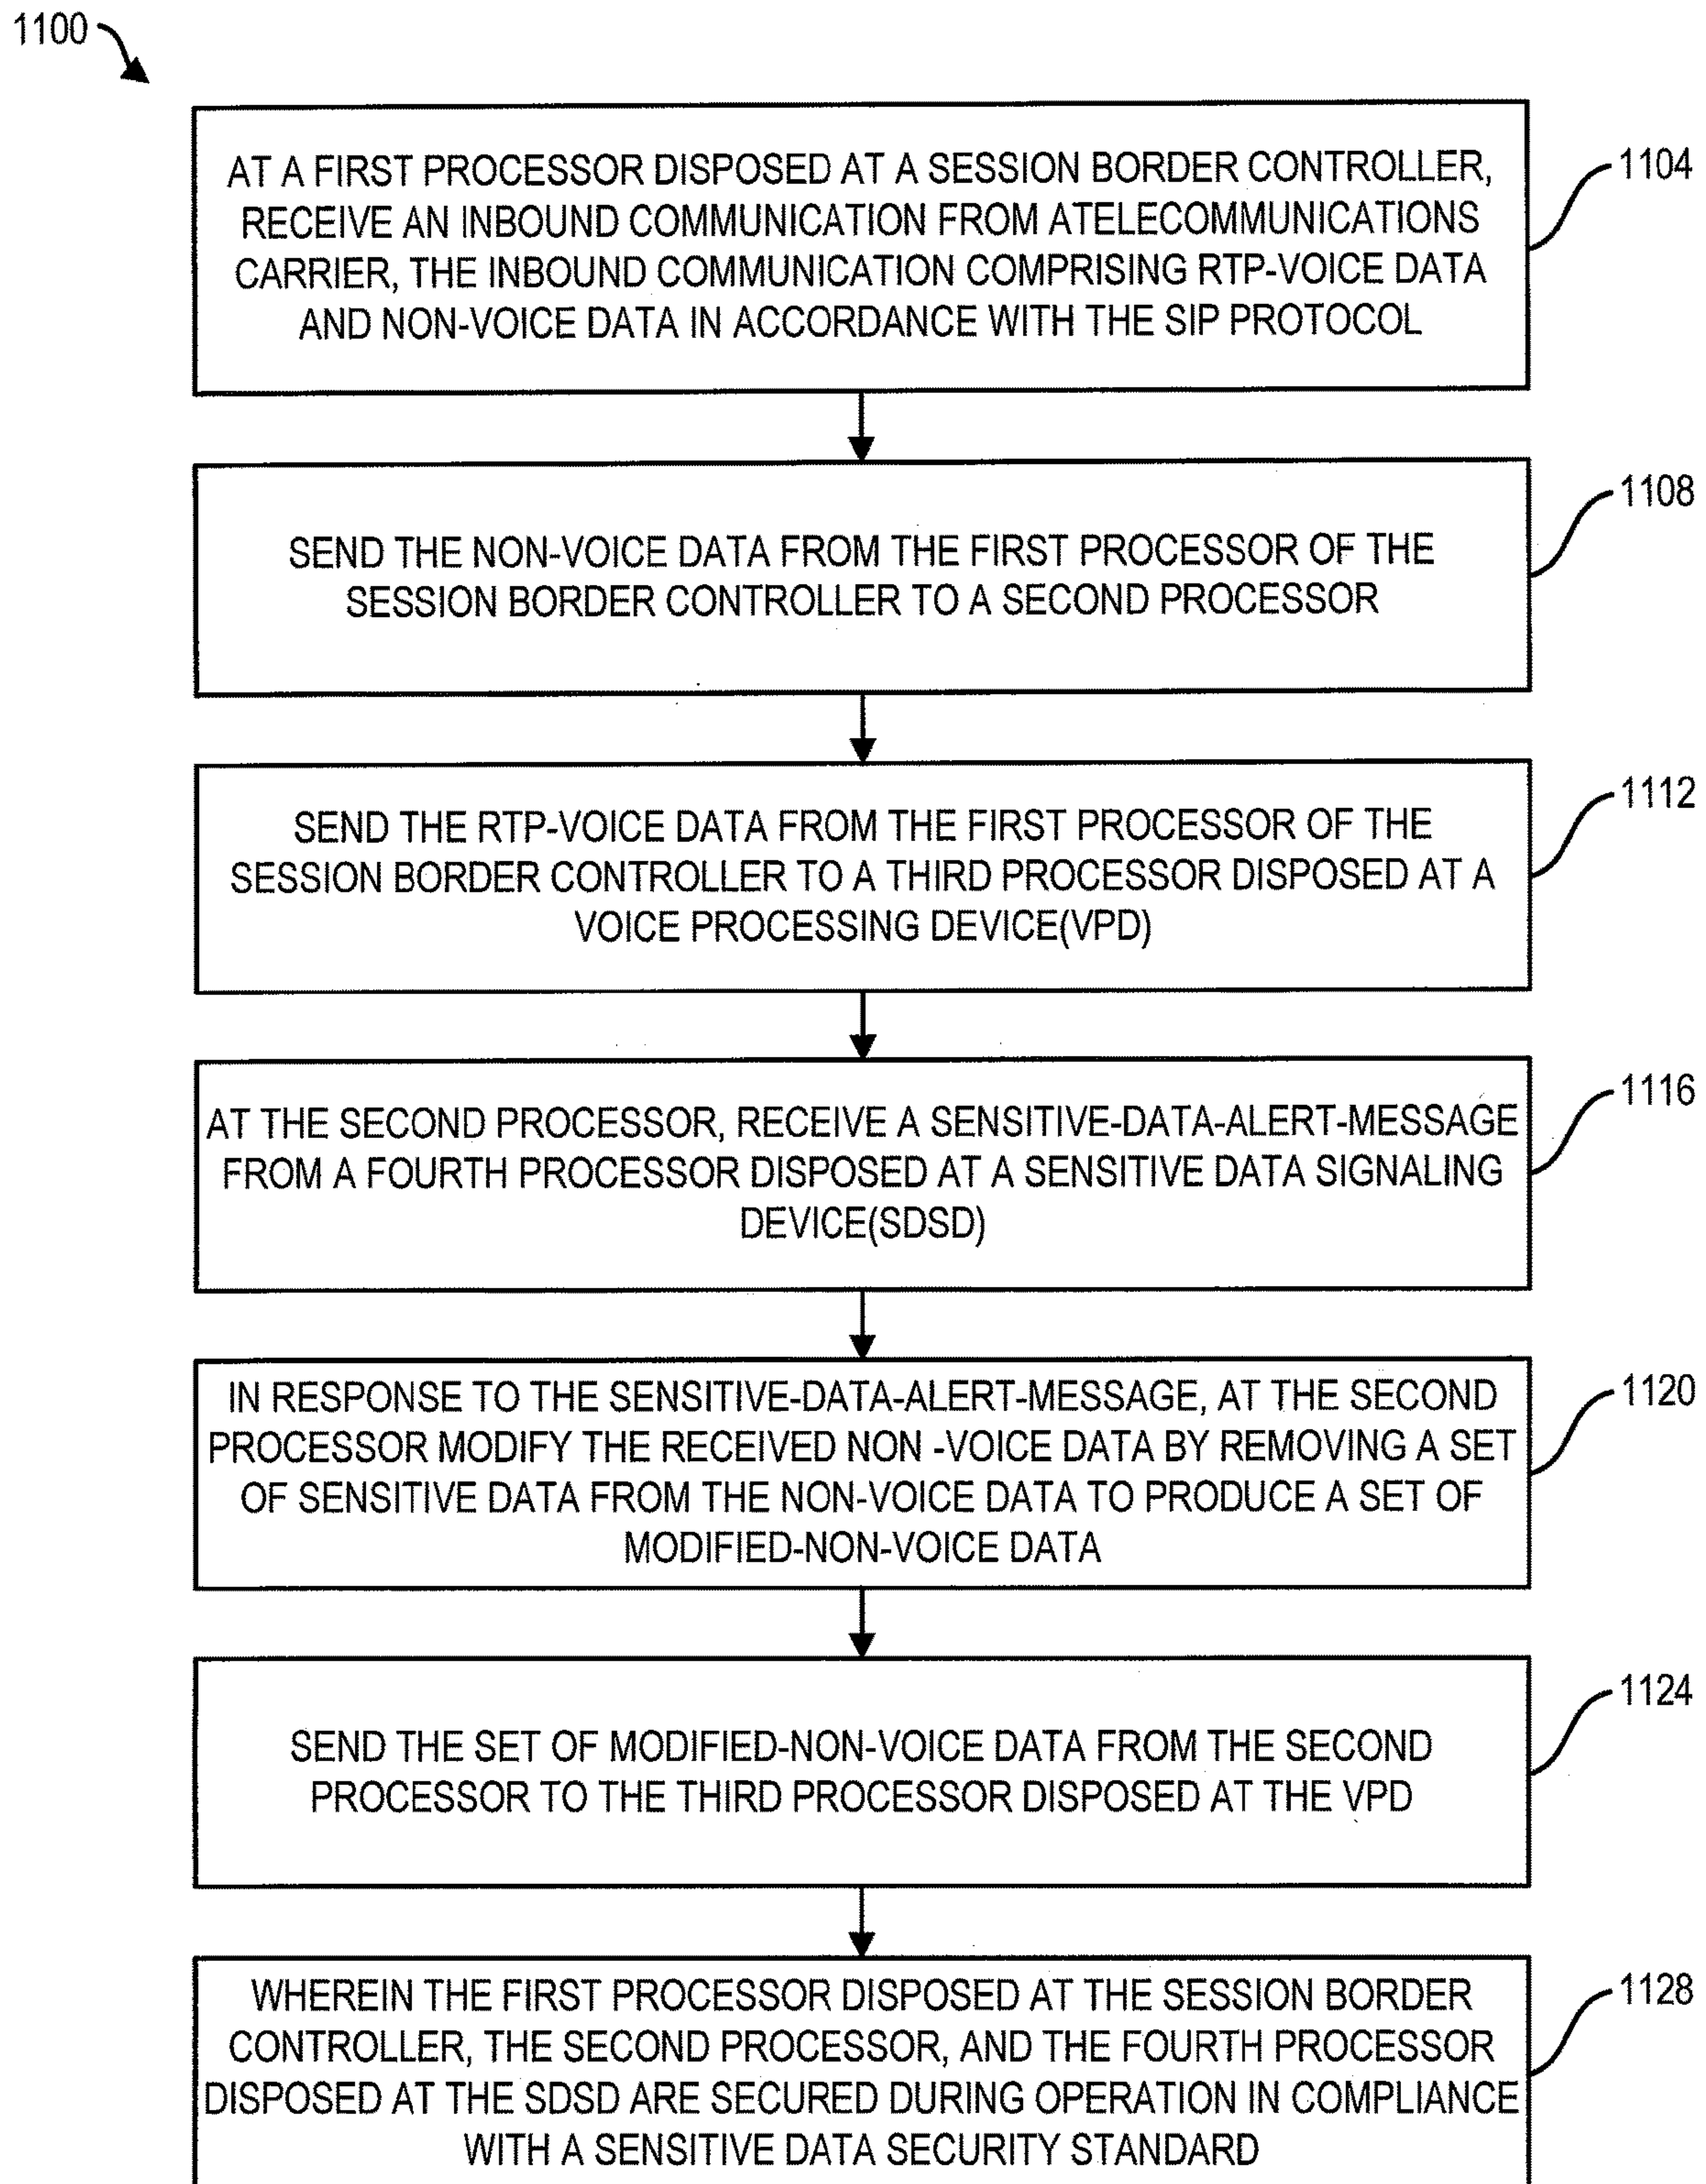 1100
AT A FIRST PROCESSOR DISPOSED AT A SESSION BORDER CONTROLLER,
RECEIVE AN INBOUND COMMUNICATION FROM ATELECOMMUNICATIONS
CARRIER, THE INBOUND COMMUNICATION COMPRISING RTP-VOICE DATA
AND NON-VOICE DATA IN ACCORDANCE WITH THE SIP PROTOCOL
1104
SEND THE NON-VOICE DATA FROM THE FIRST PROCESSOR OF THE
SESSION BORDER CONTROLLER TO A SECOND PROCESSOR
1108
SEND THE RTP-VOICE DATA FROM THE FIRST PROCESSOR OF THE
SESSION BORDER CONTROLLER TO A THIRD PROCESSOR DISPOSED AT A
VOICE PROCESSING DEVICE(VPD)
1112
AT THE SECOND PROCESSOR, RECEIVE A SENSITIVE-DATA-ALERT-MESSAGE
FROM A FOURTH PROCESSOR DISPOSED AT A SENSITIVE DATA SIGNALING
DEVICE(SDSD)
1116
IN RESPONSE TO THE SENSITIVE-DATA-ALERT-MESSAGE, AT THE SECOND
PROCESSOR MODIFY THE RECEIVED NON -VOICE DATA BY REMOVING A SET
OF SENSITIVE DATA FROM THE NON-VOICE DATA TO PRODUCE A SET OF
MODIFIED-NON-VOICE DATA
1120
SEND THE SET OF MODIFIED-NON-VOICE DATA FROM THE SECOND
PROCESSOR TO THE THIRD PROCESSOR DISPOSED AT THE VPD
1124
WHEREIN THE FIRST PROCESSOR DISPOSED AT THE SESSION BORDER
CONTROLLER, THE SECOND PROCESSOR, AND THE FOURTH PROCESSOR
DISPOSED AT THE SDSD ARE SECURED DURING OPERATION IN COMPLIANCE
WITH A SENSITIVE DATA SECURITY STANDARD
1128